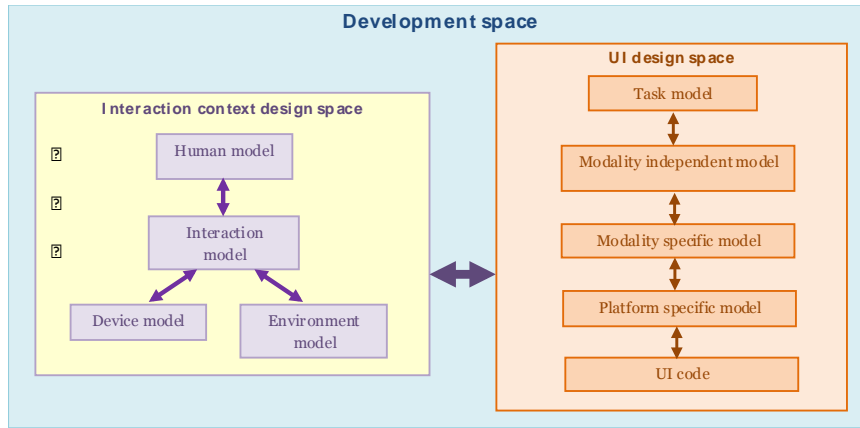 Development space
Interaction context design space
Human model
Interaction
model
Device model
Environment
model
UI design space
Task model
Modality independent model
Modality specific model
Platform specific model
UI code